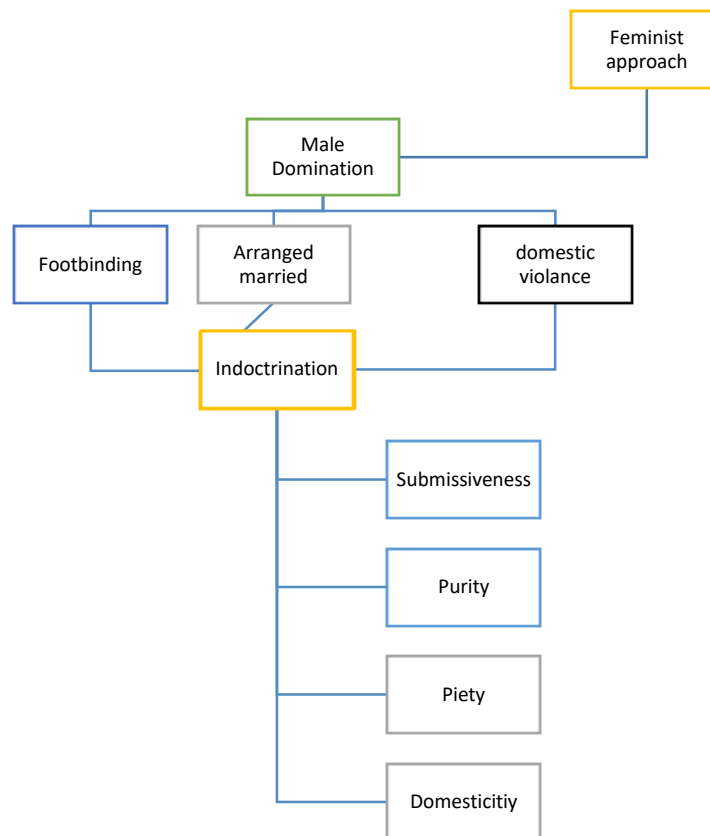 Feminist
approach
Male
Domination
Footbinding
Arranged
married
domestic
violance
Indoctrination
Submissiveness
Purity
Piety
Domesticitiy